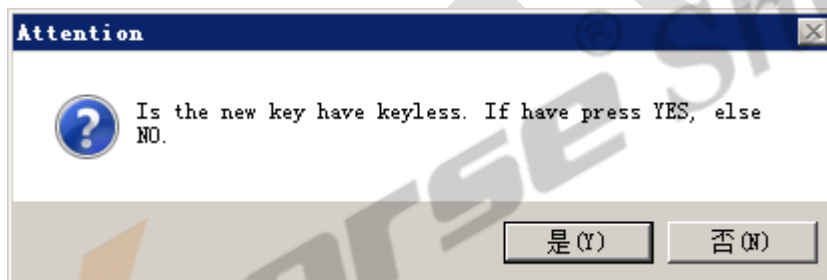 Attention
Is the new key have keyless. If have press YES, else
NO.
是(Y)
否(N)